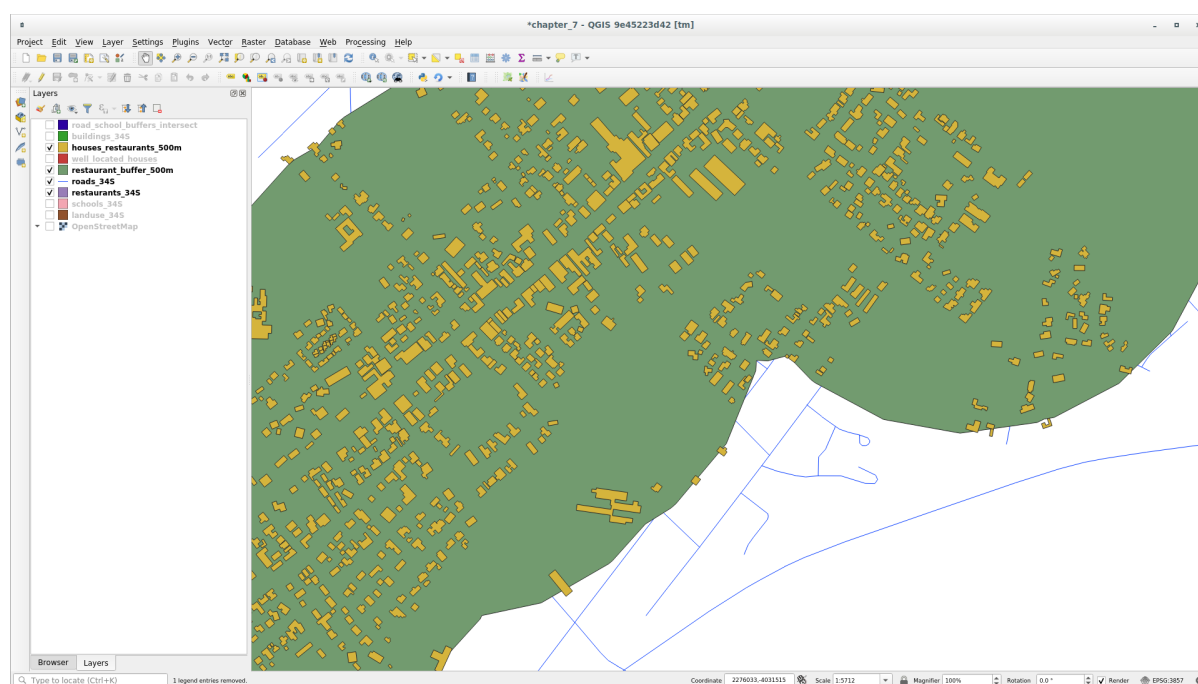 *chapter_7 - QGIS 9e45223d42 [tm]
Project Edit View Layer Settings Plugins Vector Raster Database Web Processing Help
Layers
road_school_buffers_intersect
buildings_34S
houses_restaurants_500m
well_located_houses
restaurant_buffer_500m
roads_34S
restaurants_34S
schools_34S
landuse_34S
OpenStreetMap
Browser Layers
Type to locate (Ctrl+K) 1 legend entries removed. Coordinate 2276033,-4031515 Scale 1:5712 Magnifier 100% Rotation 0.0 ° Render EPSG:3857